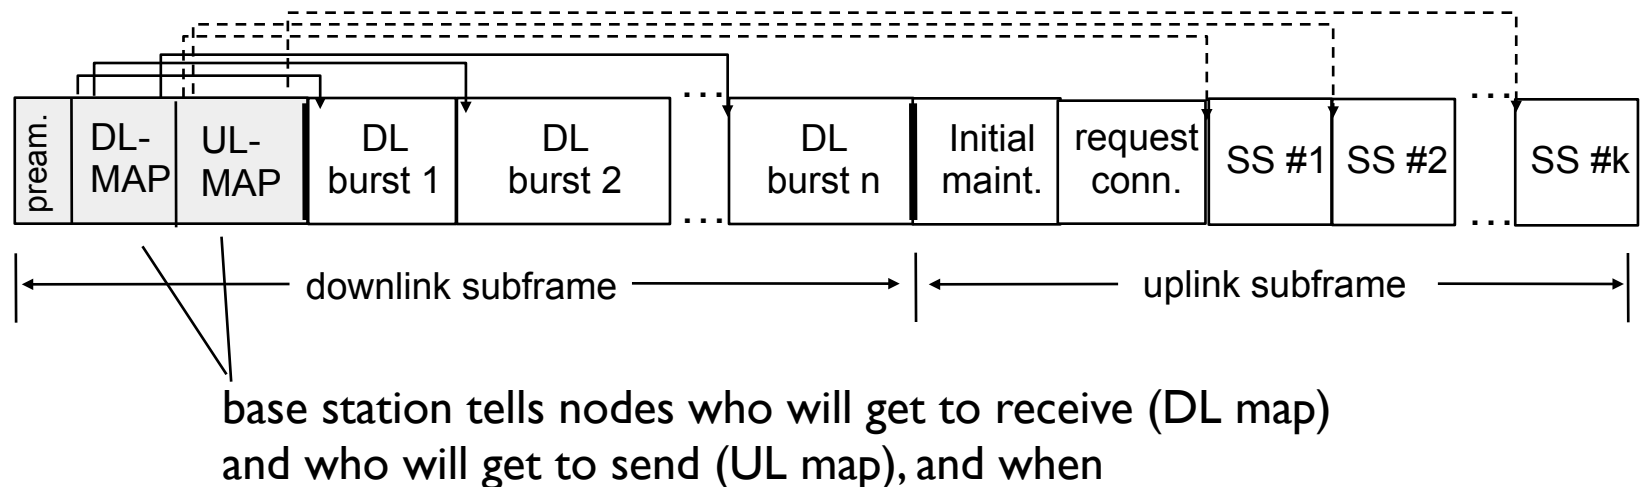 pream.
DL-
MAP
UL-
MAP
DL
burst 1
DL
burst 2
...
...
DL
burst n
Initial
maint.
request
conn.
SS #1
SS #2
...
...
SS #k
downlink subframe
uplink subframe
base station tells nodes who will get to receive (DL map)
and who will get to send (UL map), and when